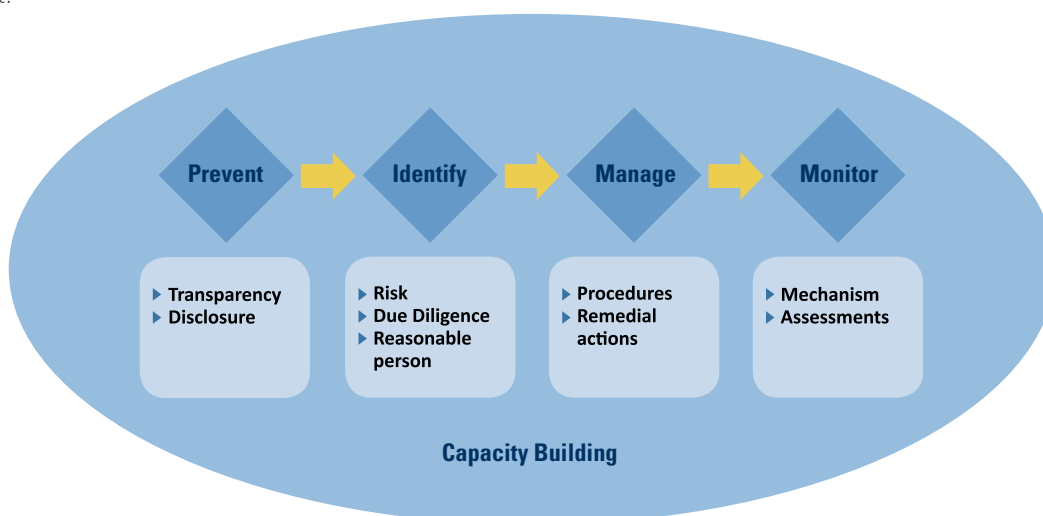 Prevent
Identify
Manage
Monitor
Transparency
Disclosure
Risk
Due Diligence
Reasonable
person
Procedures
Remedial
actions
Mechanism
Assessments
Capacity Building